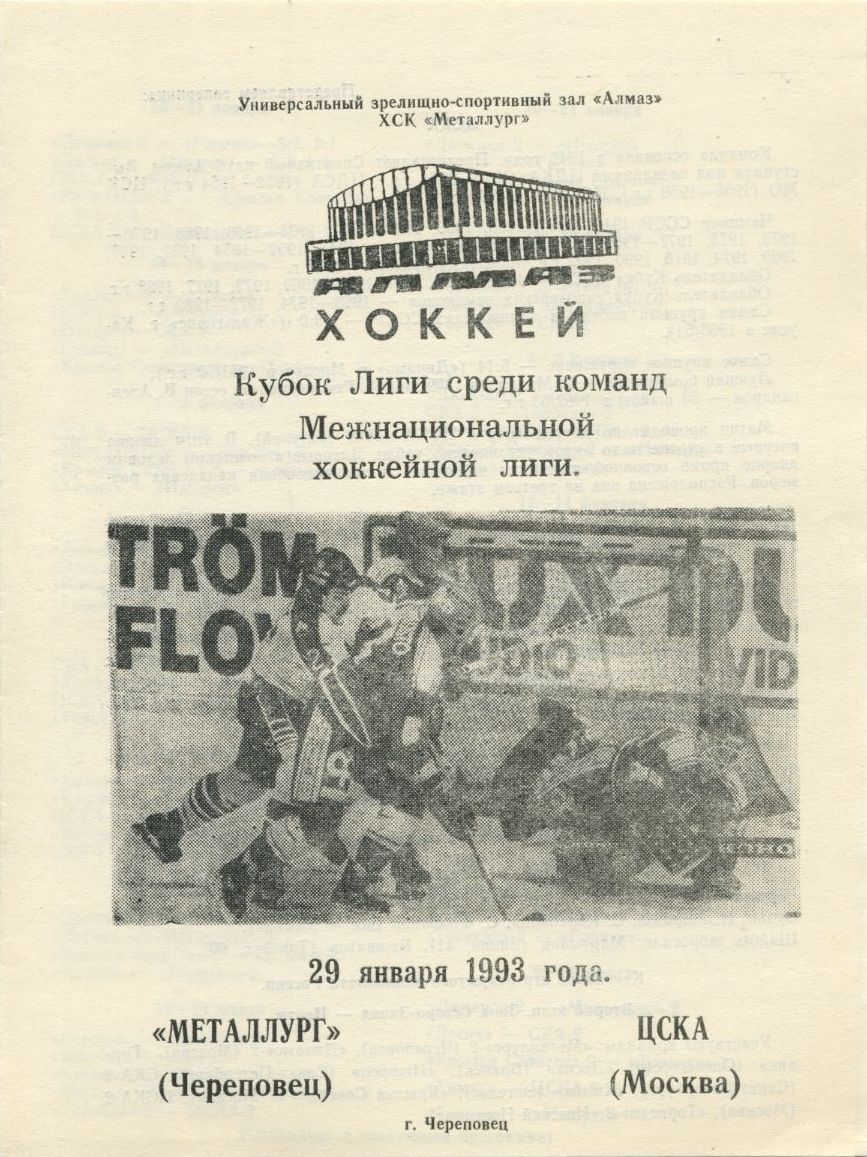 Универсальный зрелищно-спортивный зал «Алмаз»
ХСК «Металлург»
АЛМАЗ
ХОККЕЙ
Кубок Лиги среди команд
Межнациональной
хоккейной лиги.
TRÖM
FLOV
29 января 1993 года.
«МЕТАЛЛУРГ» ЦСКА
(Череповец) (Москва)
г. Череповец